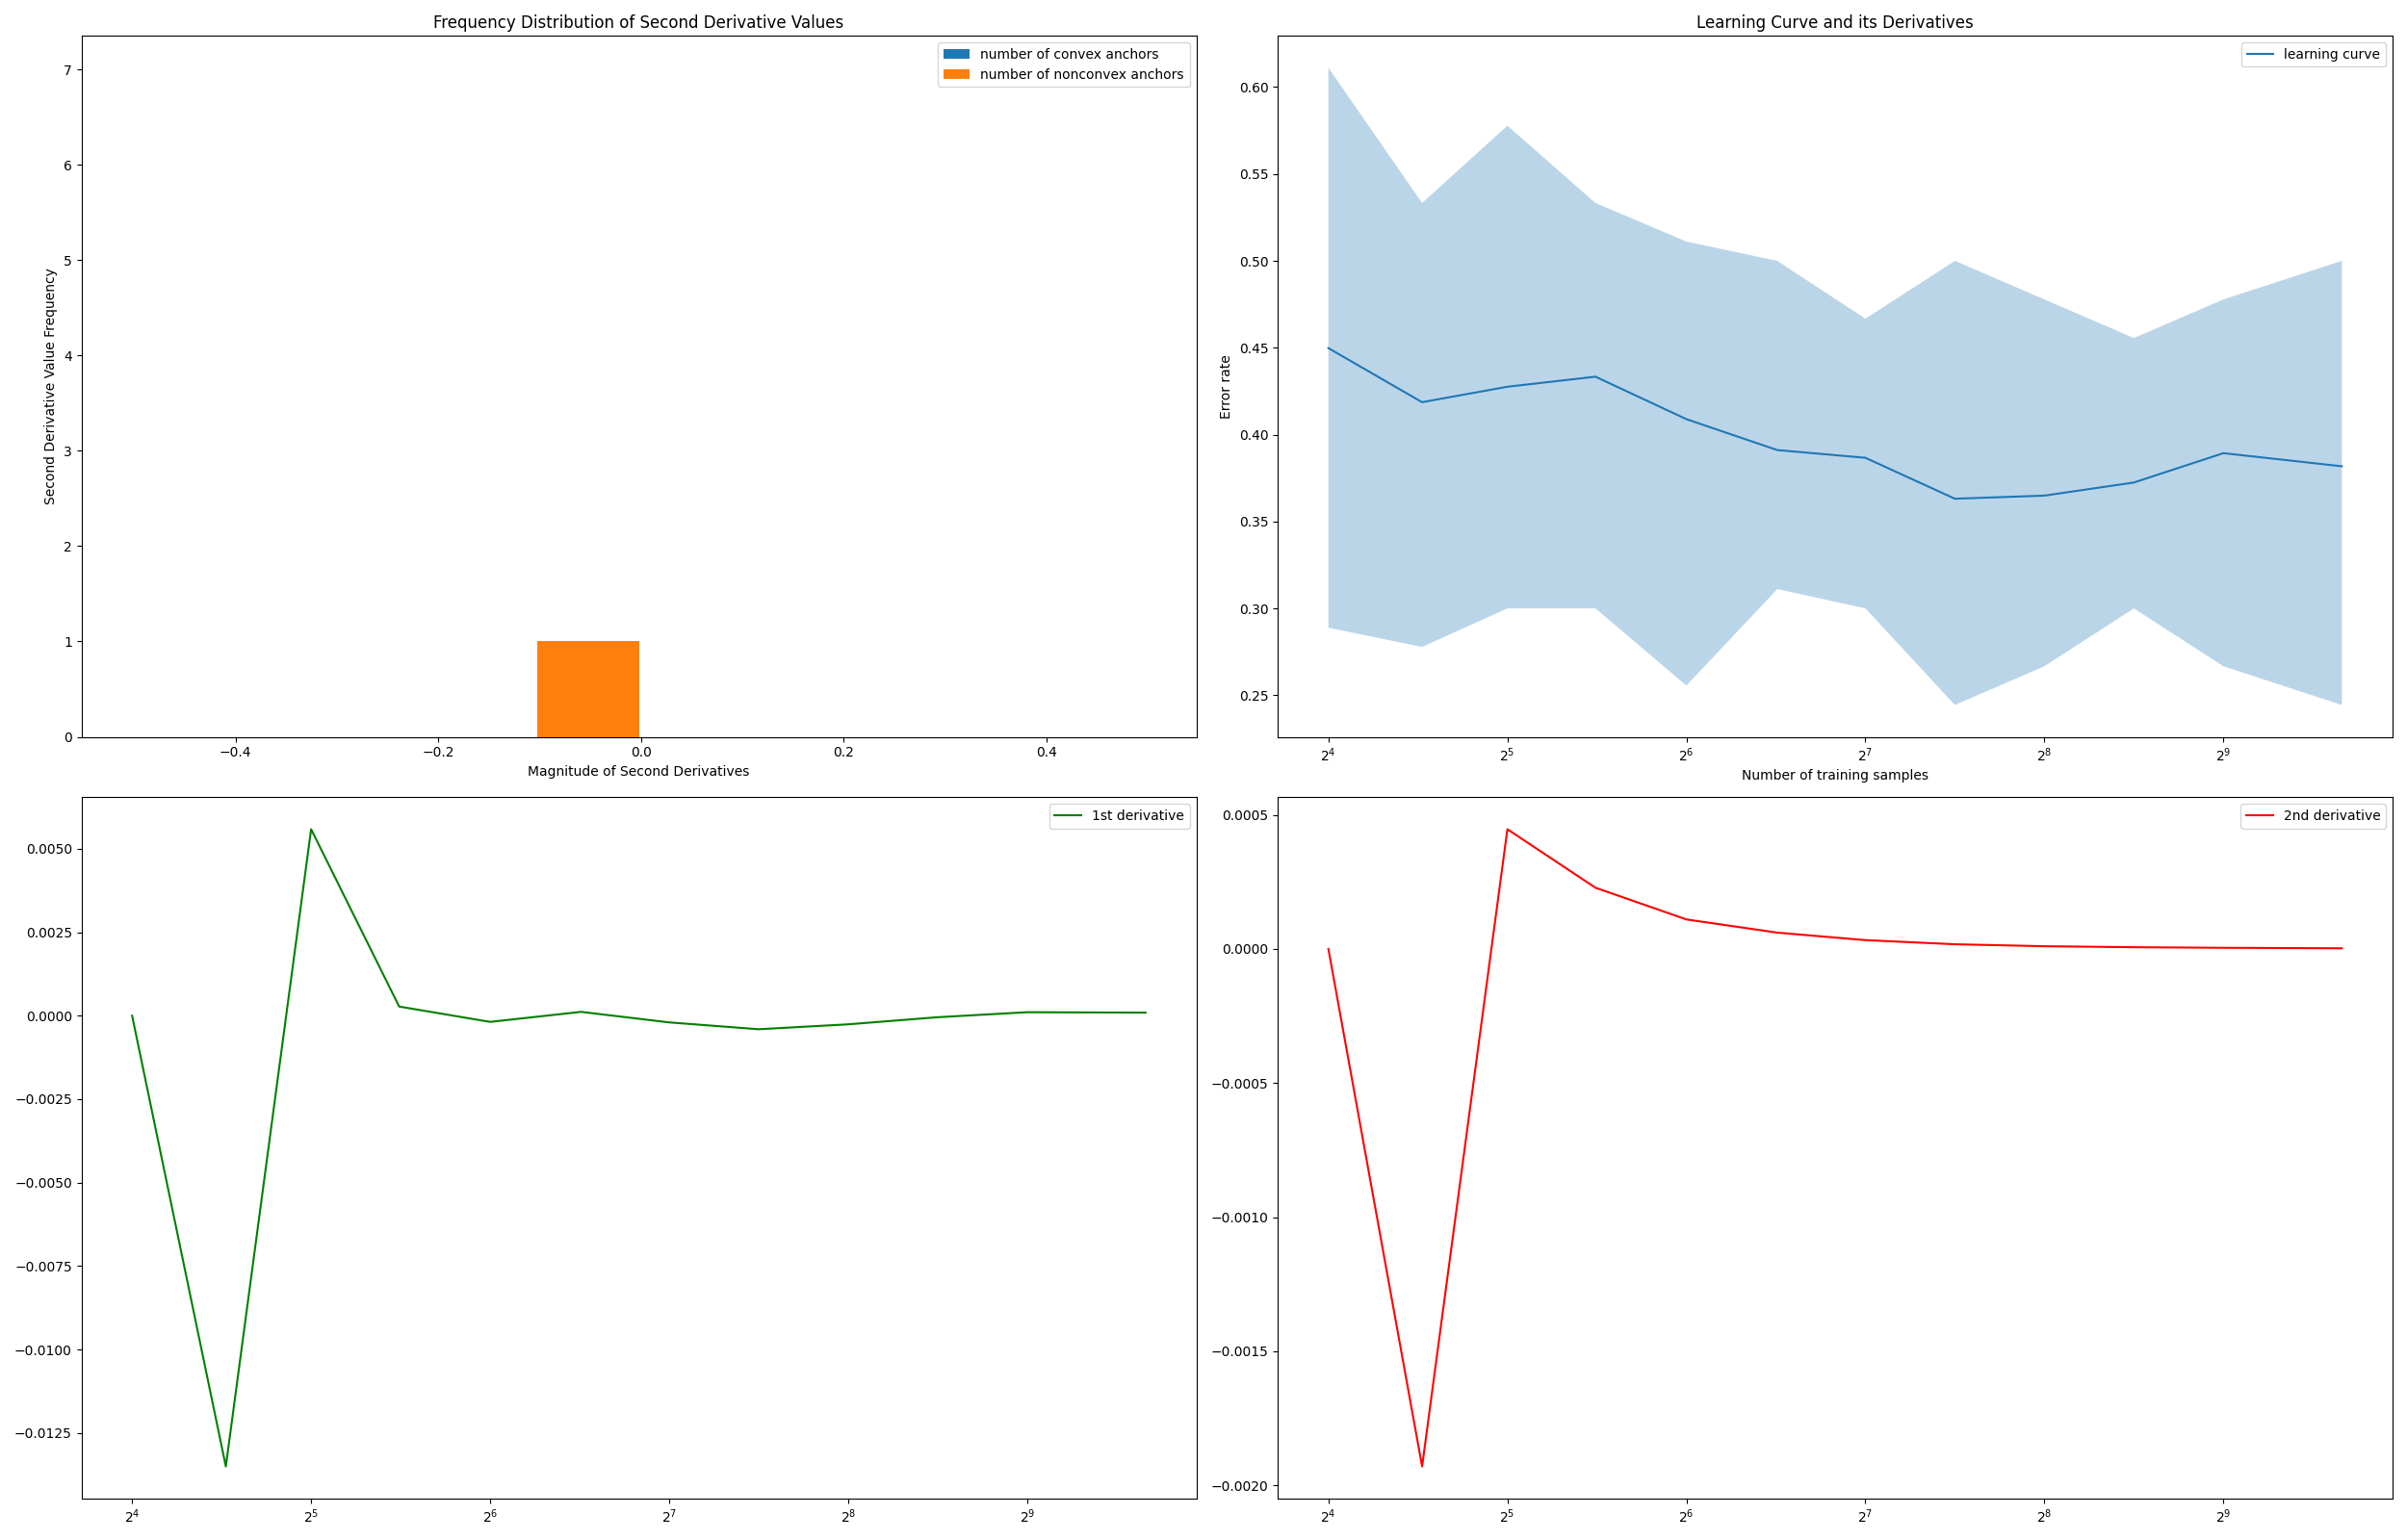 Frequency Distribution of Second Derivative Values
number of convex anchors
number of nonconvex anchors
7
6
5
4
3
2
1
0
Second Derivative Value Frequency
−0.4 −0.2 0.0 0.2 0.4
Magnitude of Second Derivatives
Learning Curve and its Derivatives
learning curve
0.60
0.55
0.50
0.45
0.40
0.35
0.30
0.25
Error rate
2⁴ 2⁵ 2⁶ 2⁷ 2⁸ 2⁹
Number of training samples
1st derivative
0.0050
0.0025
0.0000
−0.0025
−0.0050
−0.0075
−0.0100
−0.0125
2⁴ 2⁵ 2⁶ 2⁷ 2⁸ 2⁹
2nd derivative
0.0005
0.0000
−0.0005
−0.0010
−0.0015
−0.0020
2⁴ 2⁵ 2⁶ 2⁷ 2⁸ 2⁹